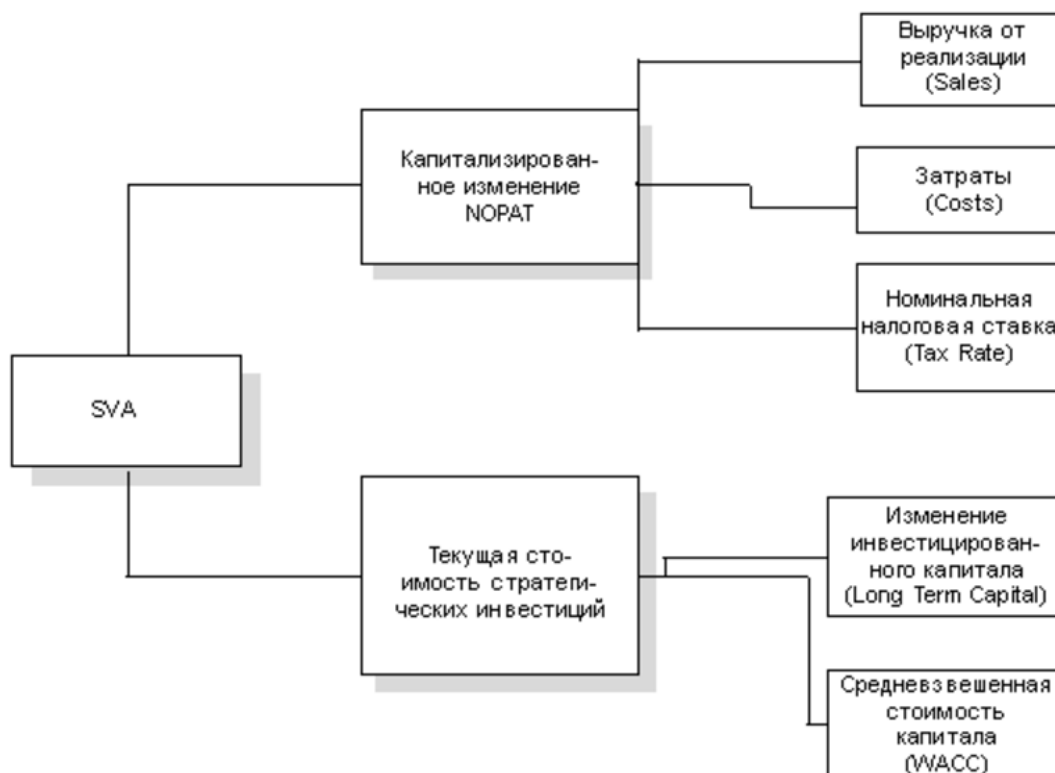 Выручка от
реализации
(Sales)
Капитализирован-
ное изменение
NOPAT
Затраты
(Costs)
Номинальная
налоговая ставка
(Tax Rate)
SVA
Текущая сто-
имость стратеги-
ческих инвестиций
Изменение
инвестицирован-
ного капитала
(Long Term Capital)
Средневзвешенная
стоимость
капитала
(WACC)